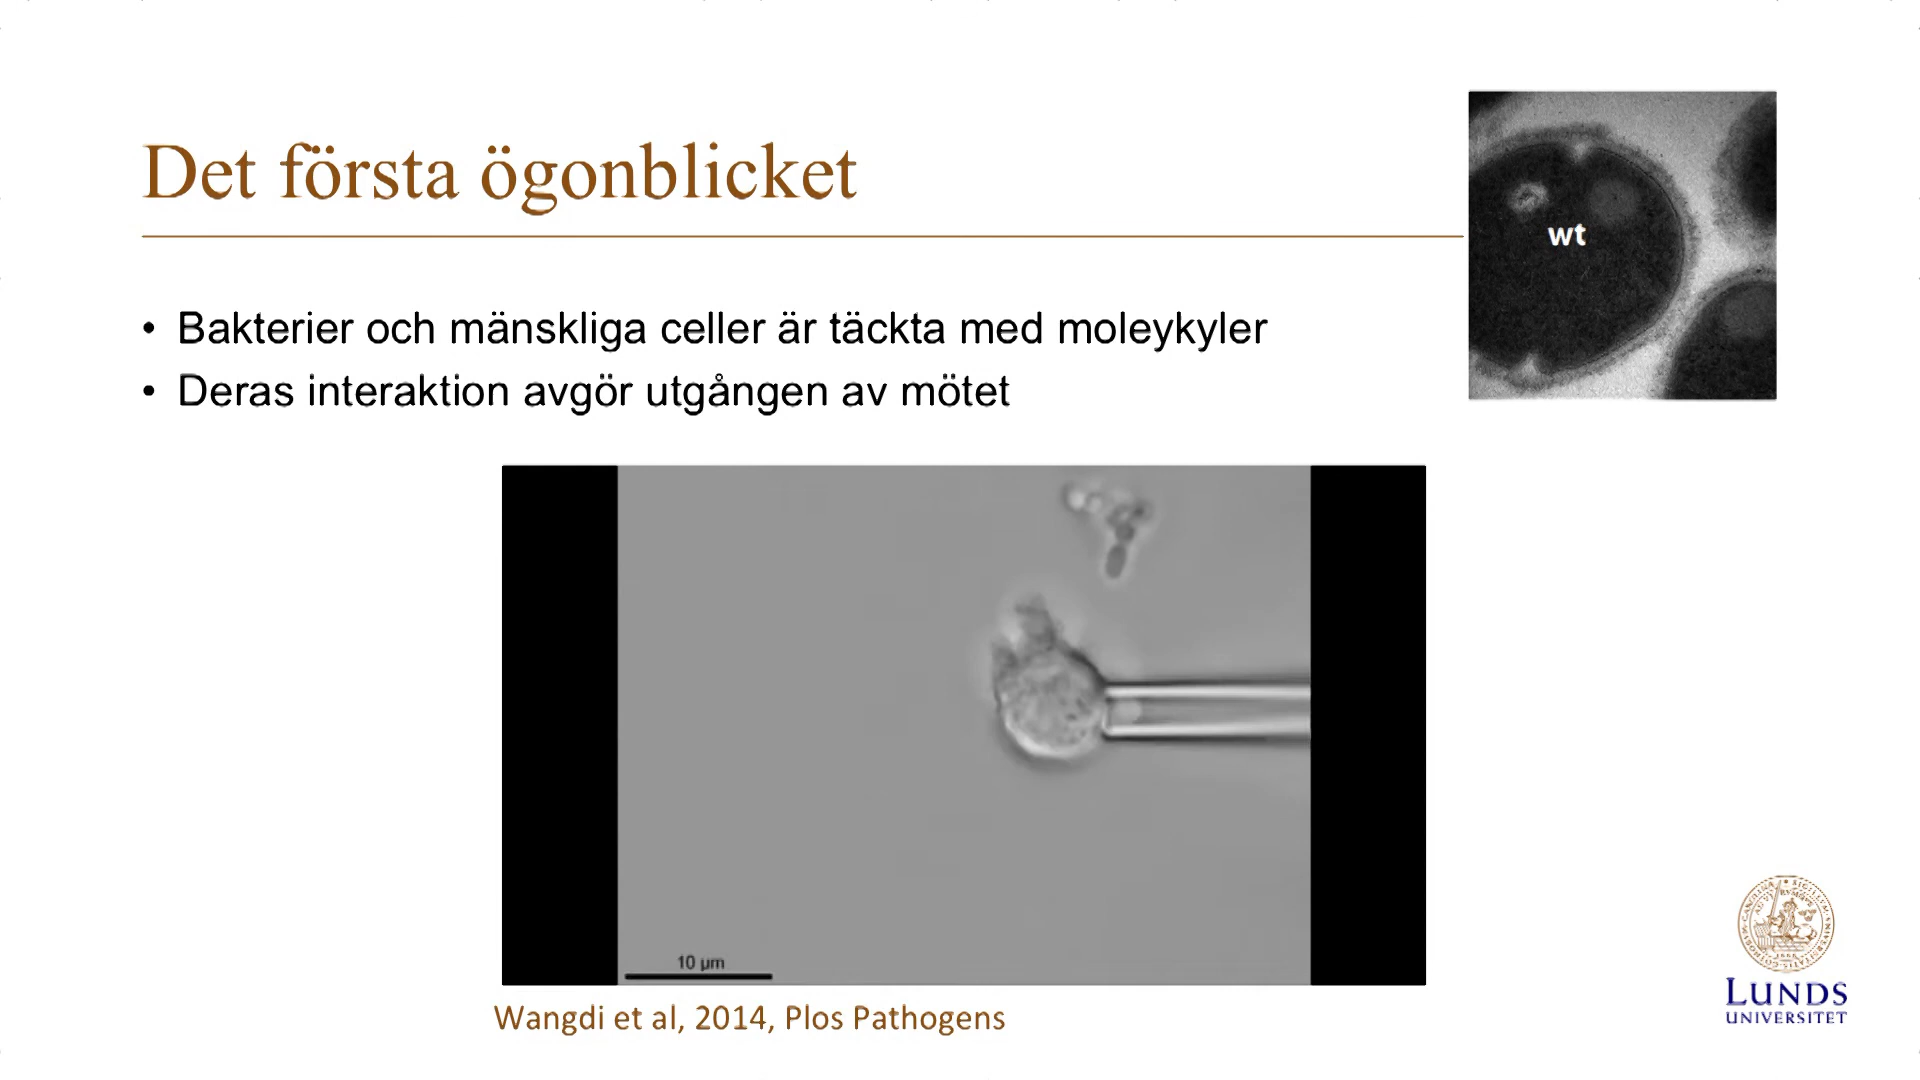 Det första ögonblicket
wt
• Bakterier och mänskliga celler är täckta med moleykyler
• Deras interaktion avgör utgången av mötet
10 µm
Wangdi et al, 2014, Plos Pathogens
LUNDS
UNIVERSITET